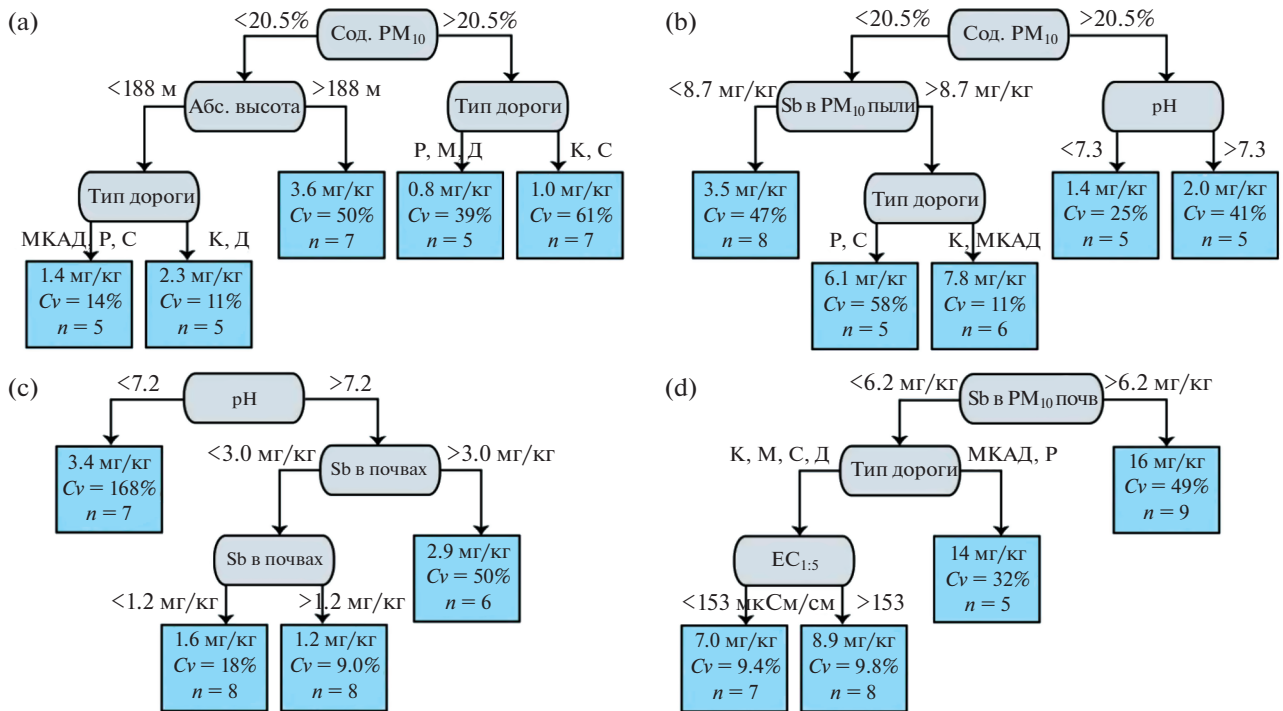 (a)
<20.5%
Сод. PM10
>20.5%
<188 м
Абс. высота
>188 м
Тип дороги
Р, М, Д
К, С
Тип дороги
3.6 мг/кг
Cv = 50%
n = 7
0.8 мг/кг
Cv = 39%
n = 5
1.0 мг/кг
Cv = 61%
n = 7
МКАД, Р, С
К, Д
1.4 мг/кг
Cv = 14%
n = 5
2.3 мг/кг
Cv = 11%
n = 5
(b)
<20.5%
Сод. PM10
>20.5%
<8.7 мг/кг
Sb в PM10 пыли
>8.7 мг/кг
pH
<7.3
>7.3
3.5 мг/кг
Cv = 47%
n = 8
Тип дороги
1.4 мг/кг
Cv = 25%
n = 5
2.0 мг/кг
Cv = 41%
n = 5
Р, С
К, МКАД
6.1 мг/кг
Cv = 58%
n = 5
7.8 мг/кг
Cv = 11%
n = 6
(c)
<7.2
pH
>7.2
3.4 мг/кг
Cv = 168%
n = 7
<3.0 мг/кг
Sb в почвах
>3.0 мг/кг
Sb в почвах
2.9 мг/кг
Cv = 50%
n = 6
<1.2 мг/кг
>1.2 мг/кг
1.6 мг/кг
Cv = 18%
n = 8
1.2 мг/кг
Cv = 9.0%
n = 8
(d)
<6.2 мг/кг
Sb в PM10 почв
>6.2 мг/кг
К, М, С, Д
Тип дороги
МКАД, Р
16 мг/кг
Cv = 49%
n = 9
EC1:5
14 мг/кг
Cv = 32%
n = 5
<153 мкСм/см
>153
7.0 мг/кг
Cv = 9.4%
n = 7
8.9 мг/кг
Cv = 9.8%
n = 8